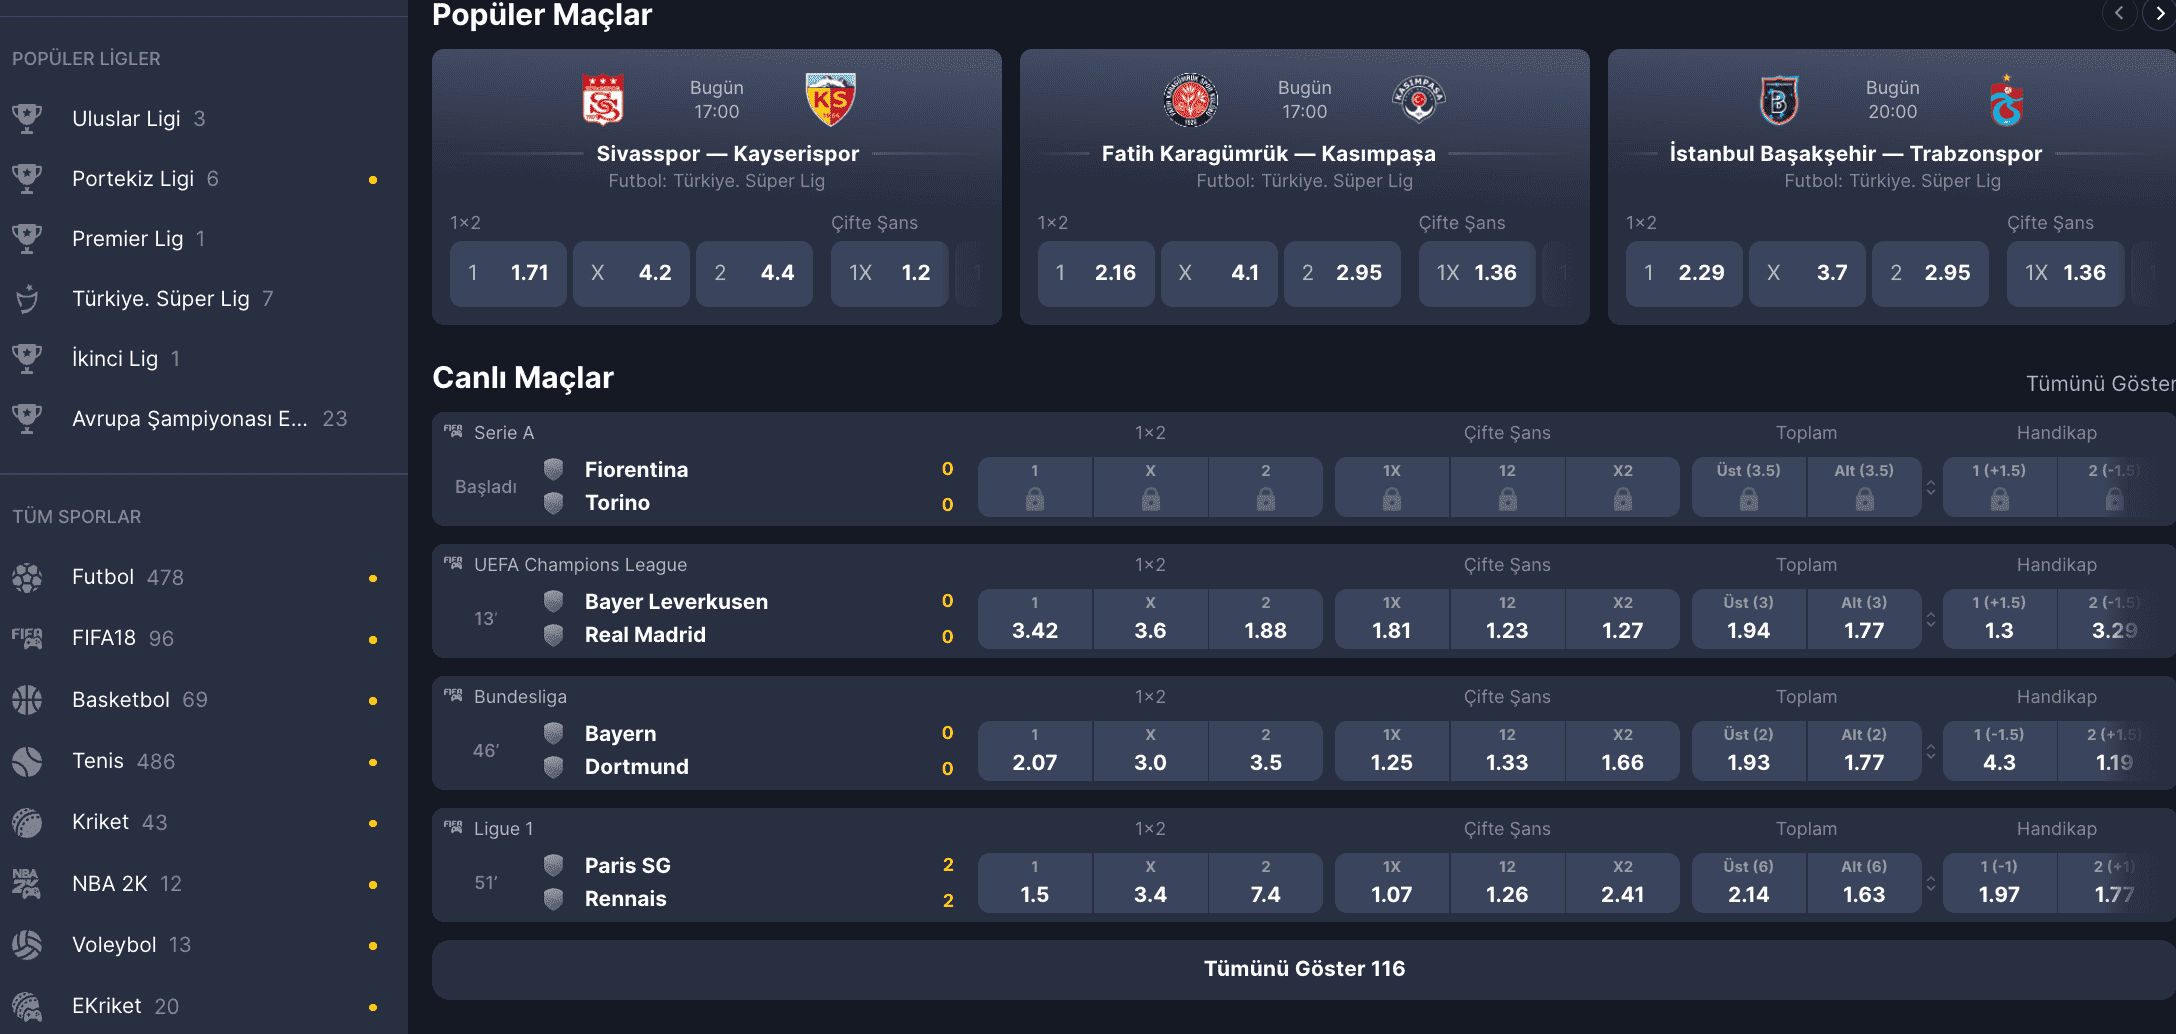 POPÜLER LİGLER
Uluslar Ligi 3
Portekiz Ligi 6
Premier Lig 1
Türkiye. Süper Lig 7
İkinci Lig 1
Avrupa Şampiyonası E... 23
TÜM SPORLAR
Futbol 478
FIFA18 96
Basketbol 69
Tenis 486
Kriket 43
NBA 2K 12
Voleybol 13
EKriket 20
Popüler Maçlar
Bugün
17:00
Sivasspor — Kayserispor
Futbol: Türkiye. Süper Lig
1×2 Çifte Şans
1 1.71 X 4.2 2 4.4 1X 1.2 1
Bugün
17:00
Fatih Karagümrük — Kasımpaşa
Futbol: Türkiye. Süper Lig
1×2 Çifte Şans
1 2.16 X 4.1 2 2.95 1X 1.36 1
Bugün
20:00
İstanbul Başakşehir — Trabzonspor
Futbol: Türkiye. Süper Lig
1×2 Çifte Şans
1 2.29 X 3.7 2 2.95 1X 1.36
Canlı Maçlar Tümünü Göster
Serie A 1×2 Çifte Şans Toplam Handikap
Başladı
Fiorentina 0
Torino 0
1 X 2 1X 12 X2 Üst (3.5) Alt (3.5) 1 (+1.5) 2 (-1.5)
UEFA Champions League 1×2 Çifte Şans Toplam Handikap
13′
Bayer Leverkusen 0
Real Madrid 0
1 X 2 1X 12 X2 Üst (3) Alt (3) 1 (+1.5) 2 (-1.5)
3.42 3.6 1.88 1.81 1.23 1.27 1.94 1.77 1.3 3.29
Bundesliga 1×2 Çifte Şans Toplam Handikap
46′
Bayern 0
Dortmund 0
1 X 2 1X 12 X2 Üst (2) Alt (2) 1 (-1.5) 2 (+1.5)
2.07 3.0 3.5 1.25 1.33 1.66 1.93 1.77 4.3 1.19
Ligue 1 1×2 Çifte Şans Toplam Handikap
51′
Paris SG 2
Rennais 2
1 X 2 1X 12 X2 Üst (6) Alt (6) 1 (-1) 2 (+1)
1.5 3.4 7.4 1.07 1.26 2.41 2.14 1.63 1.97 1.77
Tümünü Göster 116